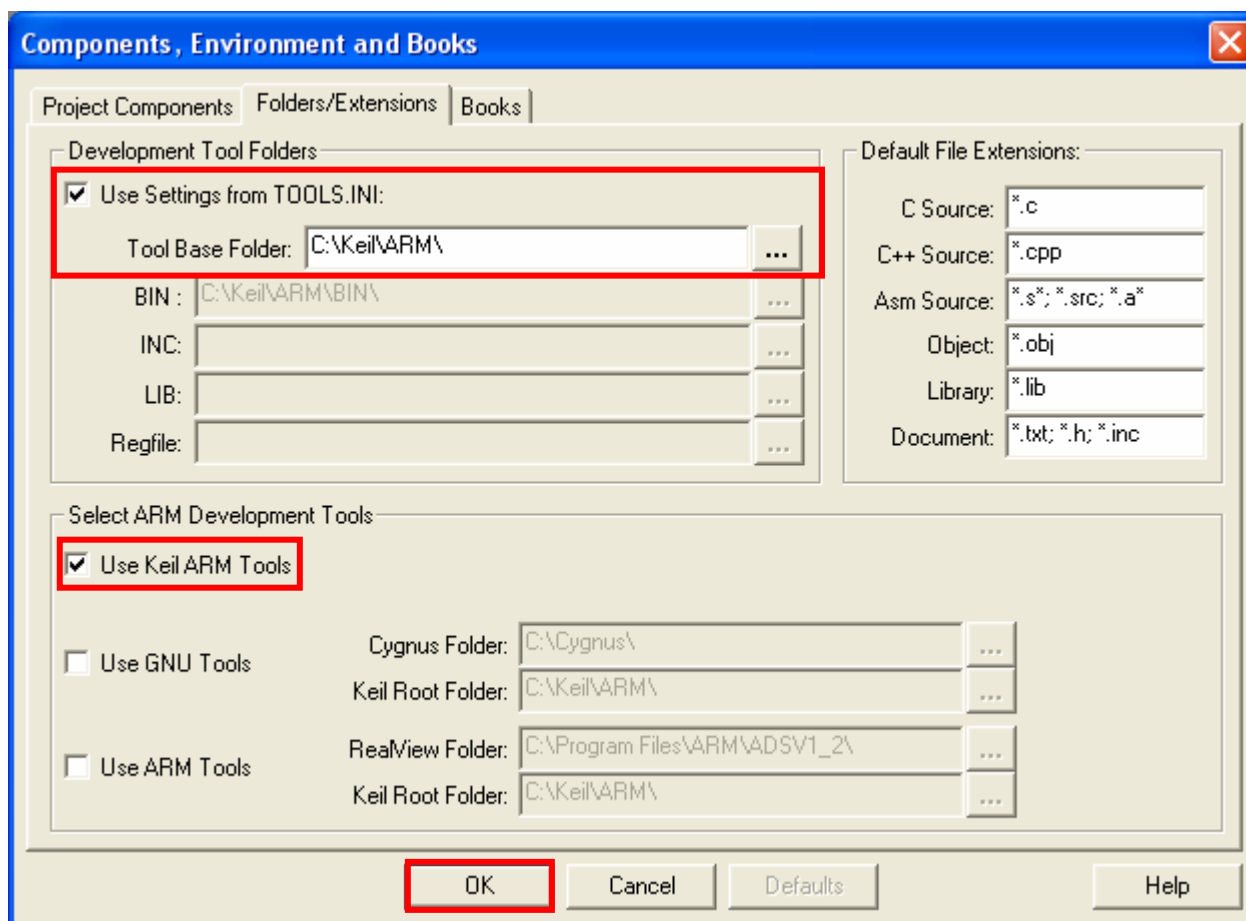 Components, Environment and Books
Project Components Folders/Extensions Books
Development Tool Folders
Use Settings from TOOLS.INI:
Tool Base Folder: C:\Keil\ARM\ ...
BIN : C:\Keil\ARM\BIN\ ...
INC: ...
LIB: ...
Regfile: ...
Default File Extensions:
C Source: *.c
C++ Source: *.cpp
Asm Source: *.s*; *.src; *.a*
Object: *.obj
Library: *.lib
Document: *.txt; *.h; *.inc
Select ARM Development Tools
Use Keil ARM Tools
Use GNU Tools
Cygnus Folder: C:\Cygnus\ ...
Keil Root Folder: C:\Keil\ARM\ ...
Use ARM Tools
RealView Folder: C:\Program Files\ARM\ADSV1_2\ ...
Keil Root Folder: C:\Keil\ARM\ ...
OK Cancel Defaults Help